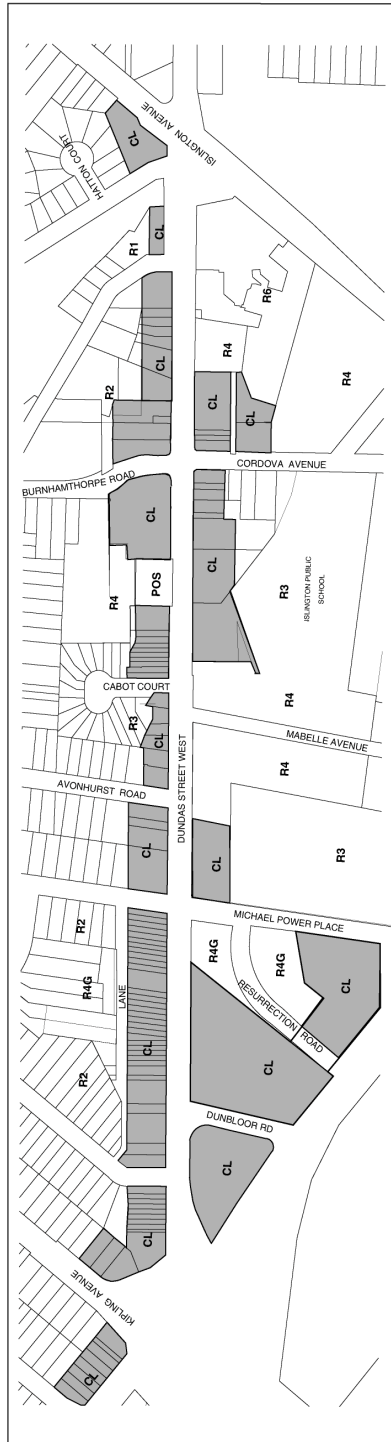 ISLINGTON AVENUE
HATTON COURT
CL
R1
CL
R6
R2
CL
R4
R4
CL
CL
CORDOVA AVENUE
BURNHAMTHORPE ROAD
CL
CL
R4
POS
R3
ISLINGTON PUBLIC
SCHOOL
CABOT COURT
R3
CL
R4
MABELLE AVENUE
AVONHURST ROAD
DUNDAS STREET WEST
R4
CL
CL
R3
MICHAEL POWER PLACE
R2
R4G
LANE
R4G
R4G
RESURRECTION ROAD
CL
R2
CL
CL
DUNBLOOR RD
CL
CL
KIPLING AVENUE
CL